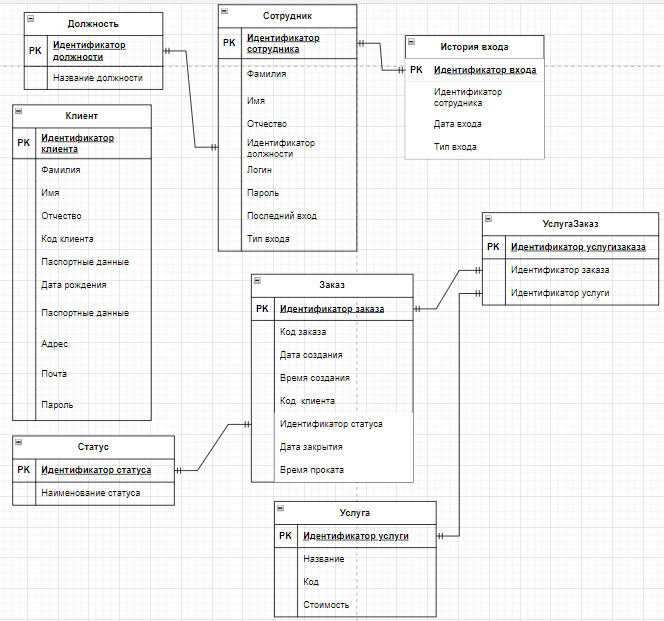 Должность
PK
Идентификатор
должности
Название должности
Сотрудник
PK
Идентификатор
сотрудника
Фамилия
Имя
Отчество
Идентификатор
должности
Логин
Пароль
Последний вход
Тип входа
История входа
PK
Идентификатор входа
Идентификатор
сотрудника
Дата входа
Тип входа
Клиент
PK
Идентификатор
клиента
Фамилия
Имя
Отчество
Код клиента
Паспортные данные
Дата рождения
Паспортные данные
Адрес
Почта
Пароль
УслугаЗаказ
PK
Идентификатор услугизаказа
Идентификатор заказа
Идентификатор услуги
Заказ
PK
Идентификатор заказа
Код заказа
Дата создания
Время создания
Код клиента
Идентификатор статуса
Дата закрытия
Время проката
Статус
PK
Идентификатор статуса
Наименование статуса
Услуга
PK
Идентификатор услуги
Название
Код
Стоимость